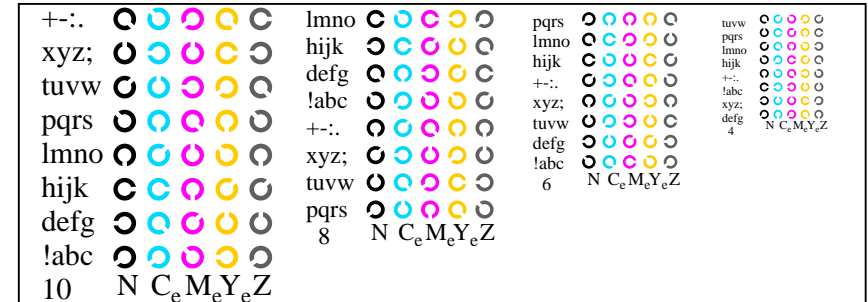 +-:.
xyz;
tuvw
pqrs
lmno
hijk
defg
!abc
10 N CeMeYeZ
lmno
hijk
defg
!abc
+-:.
xyz;
tuvw
pqrs
8 N CeMeYeZ
pqrs
lmno
hijk
+-:.
xyz;
tuvw
defg
!abc
6 N CeMeYeZ
tuvw
pqrs
lmno
hijk
+-:.
!abc
xyz;
defg
4 N CeMeYeZ